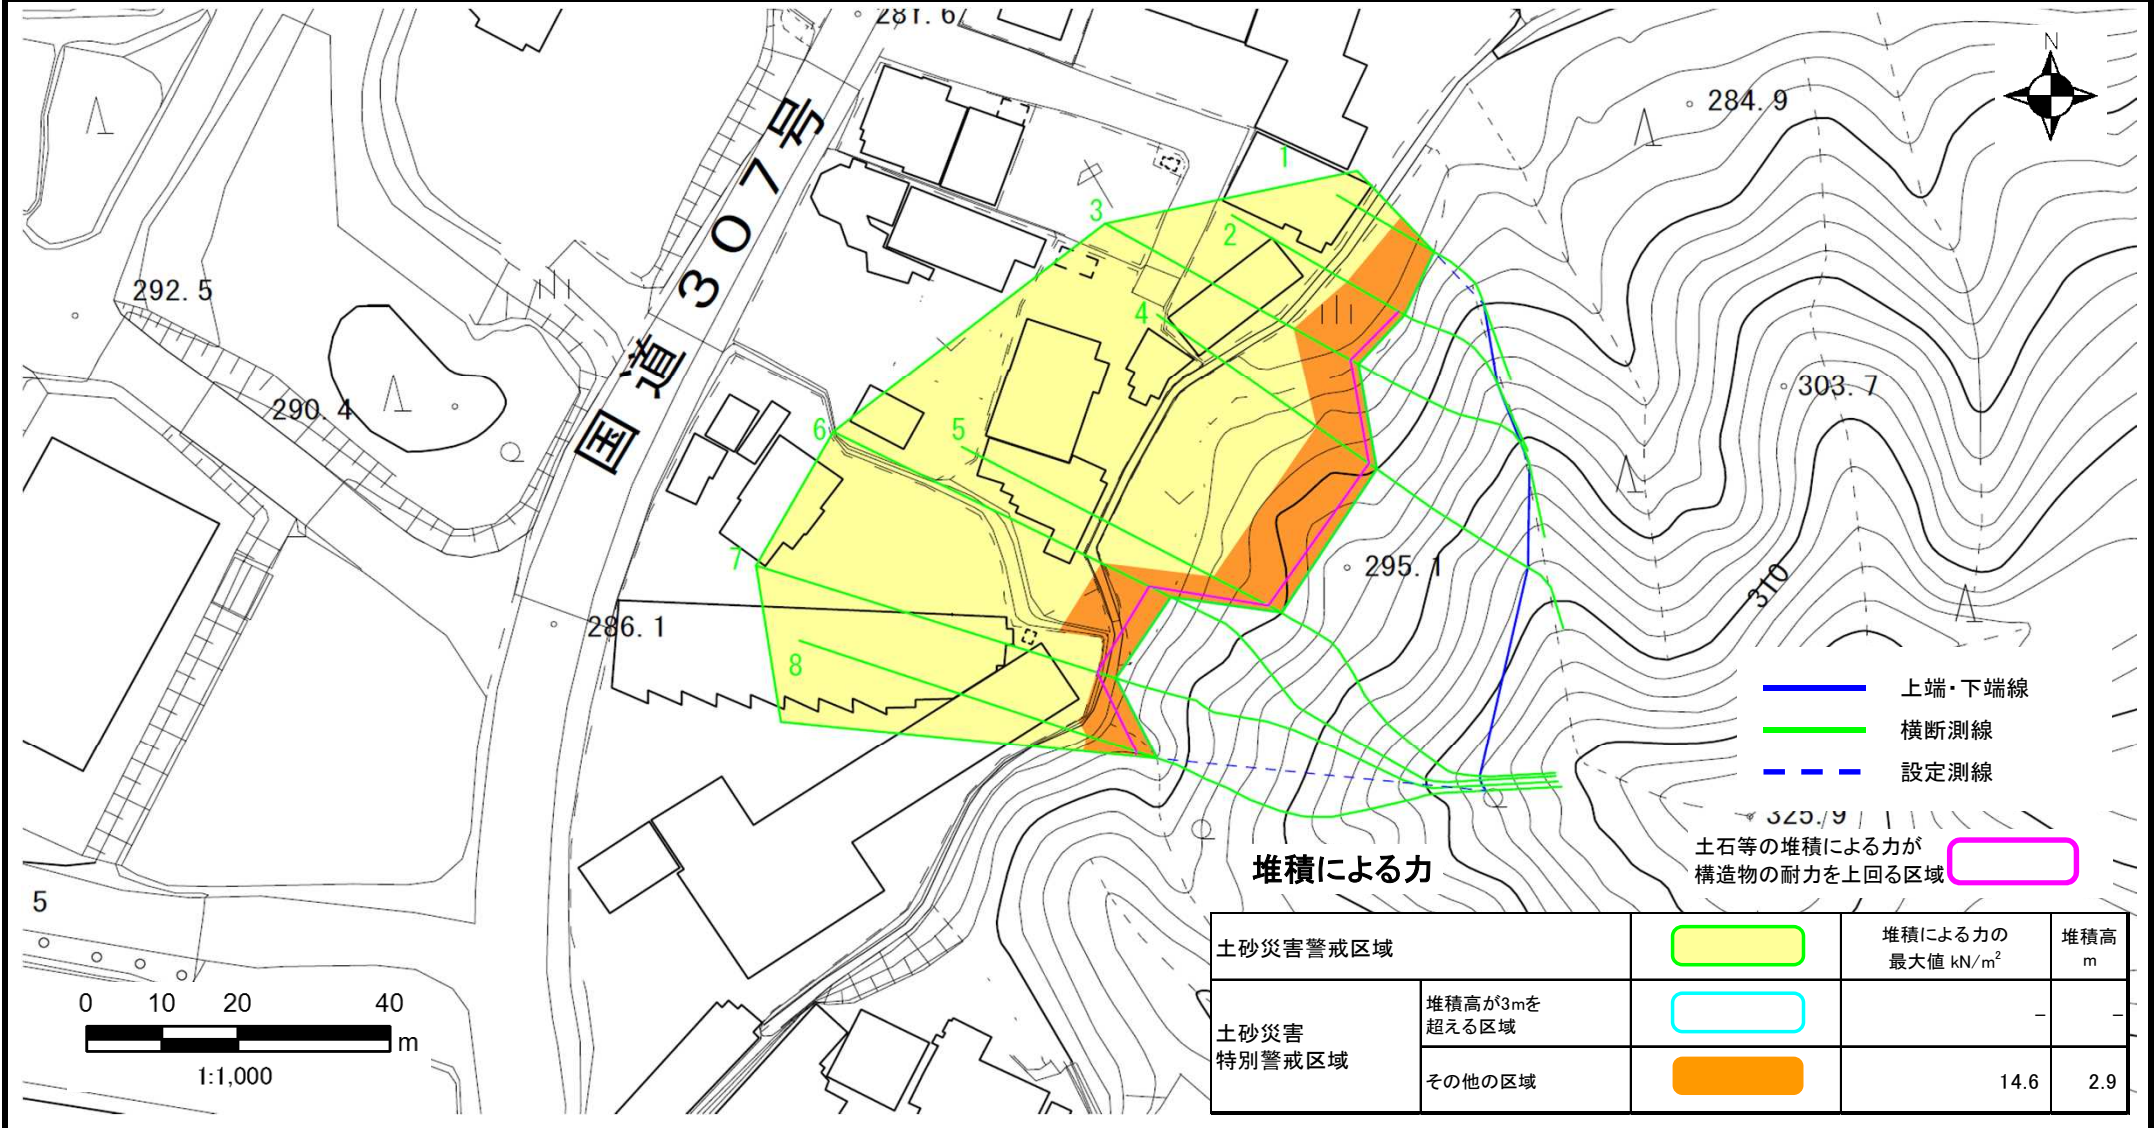 287.6
N
284.9
国道307号
1
3
2
4
292.5
303.7
290.4
6
5
7
295.1
310
286.1
8
上端・下端線
横断測線
設定測線
325.9
土石等の堆積による力が
構造物の耐力を上回る区域
堆積による力
5
土砂災害警戒区域
堆積による力の
最大値 kN/m²
堆積高
m
土砂災害
特別警戒区域
堆積高が3mを
超える区域
－ －
その他の区域
14.6 2.9
0 10 20 40
m
1:1,000